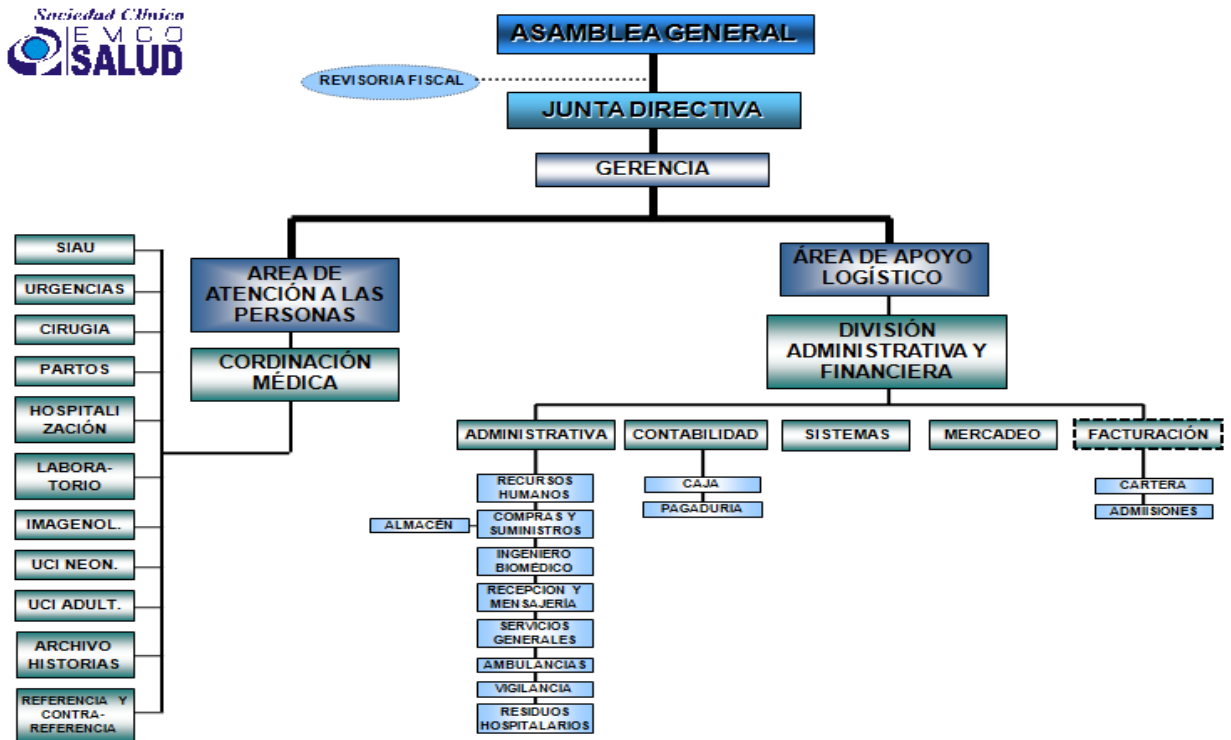 Sociedad Clínica
EMCO
SALUD
ASAMBLEA GENERAL
REVISORIA FISCAL
JUNTA DIRECTIVA
GERENCIA
SIAU
URGENCIAS
CIRUGIA
PARTOS
HOSPITALI
ZACIÓN
LABORA-
TORIO
IMAGENOL.
UCI NEON.
UCI ADULT.
ARCHIVO
HISTORIAS
REFERENCIA Y
CONTRA-
REFERENCIA
AREA DE
ATENCIÓN A LAS
PERSONAS
CORDINACIÓN
MÉDICA
ÁREA DE APOYO
LOGÍSTICO
DIVISIÓN
ADMINISTRATIVA Y
FINANCIERA
ADMINISTRATIVA
CONTABILIDAD
SISTEMAS
MERCADEO
FACTURACIÓN
RECURSOS
HUMANOS
ALMACÉN
COMPRAS Y
SUMINISTROS
INGENIERO
BIOMÉDICO
RECEPCION Y
MENSAJERÍA
SERVICIOS
GENERALES
AMBULANCIAS
VIGILANCIA
RESIDUOS
HOSPITALARIOS
CAJA
PAGADURIA
CARTERA
ADMIISIONES